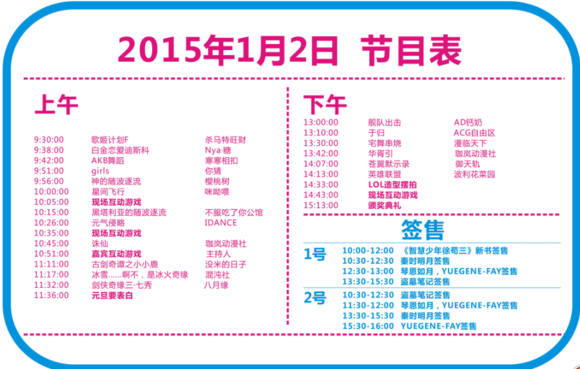 2015年1月2日 节目表
上午
9:30:00 歌姬计划F 杀马特旺财
9:38:00 白金恋爱迪斯科 Nya·糖
9:42:00 AKB舞蹈 寒寒相扣
9:51:00 girls 你猜
9:56:00 神的随波逐流 樱桃树
10:00:00 星间飞行 咪呦喂
10:05:00 现场互动游戏
10:15:00 黑塔利亚的随波逐流 不服吃了你公馆
10:26:00 元气侵略 IDANCE
10:35:00 现场互动游戏
10:45:00 诛仙 珈岚动漫社
10:51:00 嘉宾互动游戏 主持人
11:11:00 古剑奇谭之小小鹿 没米的日子
11:17:00 冰雪……啊不，是冰火奇缘 混沌社
11:32:00 剑侠奇缘三·七秀 八月缘
11:36:00 元旦要表白
下午
13:00:00 舰队出击 AD钙奶
13:10:00 于归 ACG自由区
13:30:00 宅舞串烧 漫临天下
13:42:00 华胥引 珈岚动漫社
14:07:00 苍翼默示录 御天轨
14:13:00 英雄联盟 波利花菜园
14:33:00 LOL造型摆拍
14:43:00 现场互动游戏
15:13:00 颁奖典礼
签售
1号 10:00-12:00 《智慧少年徐荀三》新书签售
10:30-12:30 秦时明月签售
12:30-13:00 琴恩如月，YUEGENE-FAY签售
13:30-15:30 盗墓笔记签售
2号 10:30-12:30 盗墓笔记签售
11:30-12:00 琴恩如月，YUEGENE-FAY签售
13:30-15:30 秦时明月签售
15:30-16:00 YUEGENE-FAY签售